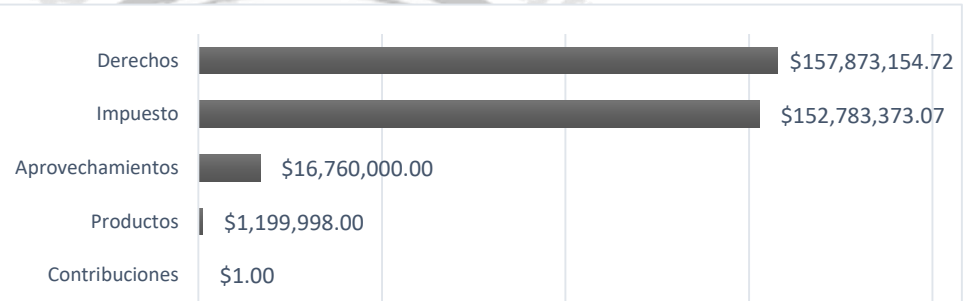 Derechos $157,873,154.72
Impuesto $152,783,373.07
Aprovechamientos $16,760,000.00
Productos $1,199,998.00
Contribuciones $1.00